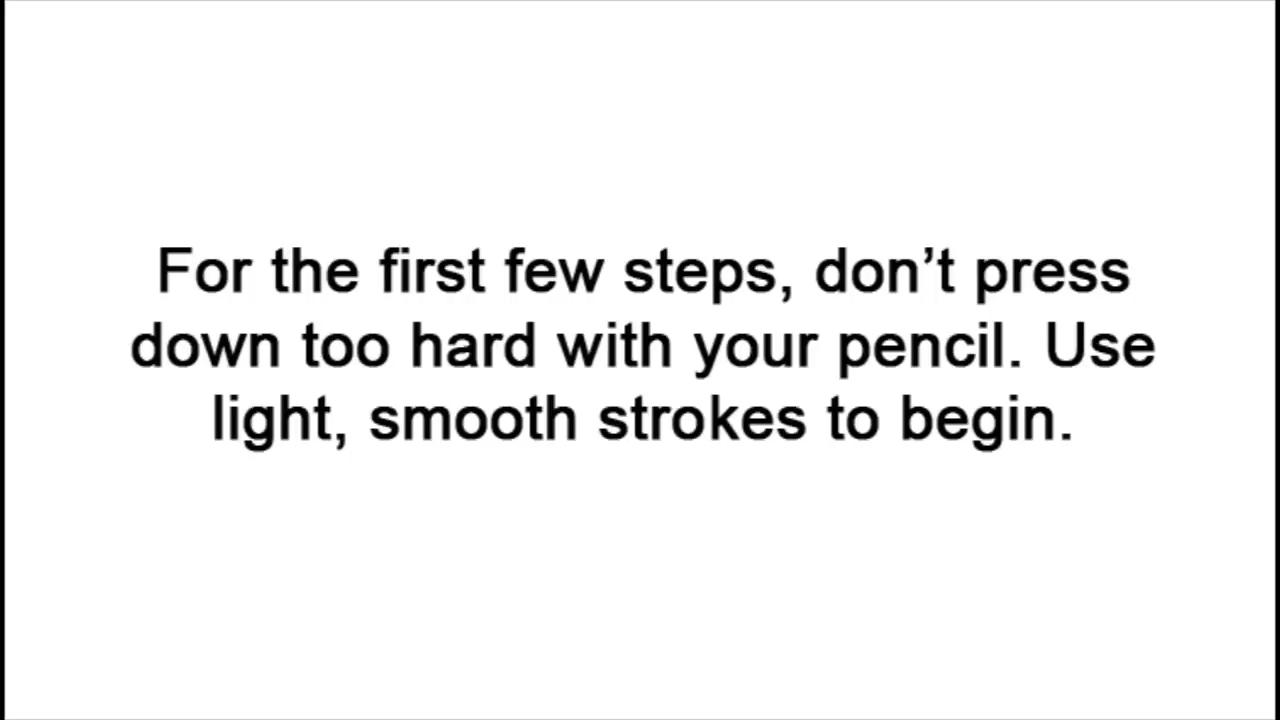 For the first few steps, don’t press
down too hard with your pencil. Use
light, smooth strokes to begin.